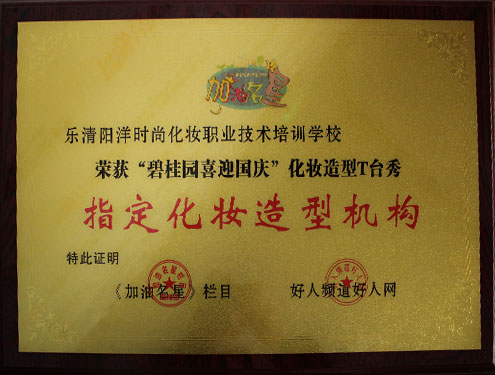 加油名星
乐清阳洋时尚化妆职业技术培训学校
荣获“碧桂园喜迎国庆”化妆造型T台秀
指定化妆造型机构
特此证明
《加油名星》栏目 好人频道好人网